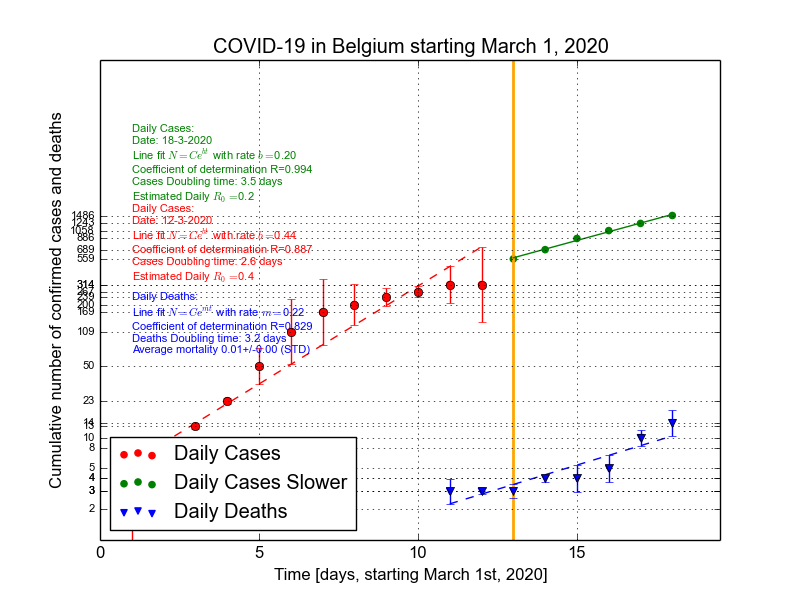 COVID-19 in Belgium starting March 1, 2020
Cumulative number of confirmed cases and deaths
Daily Cases:
Date: 18-3-2020
Line fit N=Ce^{bt} with rate b=0.20
Coefficient of determination R=0.994
Cases Doubling time: 3.5 days
Estimated Daily R_0=0.2
Daily Cases:
Date: 12-3-2020
Line fit N=Ce^{bt} with rate b=0.44
Coefficient of determination R=0.887
Cases Doubling time: 2.6 days
Estimated Daily R_0=0.4
Daily Deaths:
Line fit N=Ce^{mt} with rate m=0.22
Coefficient of determination R=0.829
Deaths Doubling time: 3.2 days
Average mortality 0.01+/-0.00 (STD)
1486
1243
1058
886
689
559
314
267
239
200
169
109
50
23
14
13
10
8
5
4
3
2
Daily Cases
Daily Cases Slower
Daily Deaths
0 5 10 15
Time [days, starting March 1st, 2020]